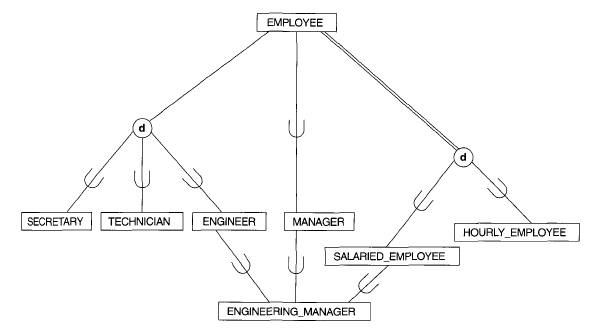 EMPLOYEE
d
d
SECRETARY
TECHNICIAN
ENGINEER
MANAGER
HOURLY_EMPLOYEE
SALARIED_EMPLOYEE
ENGINEERING_MANAGER